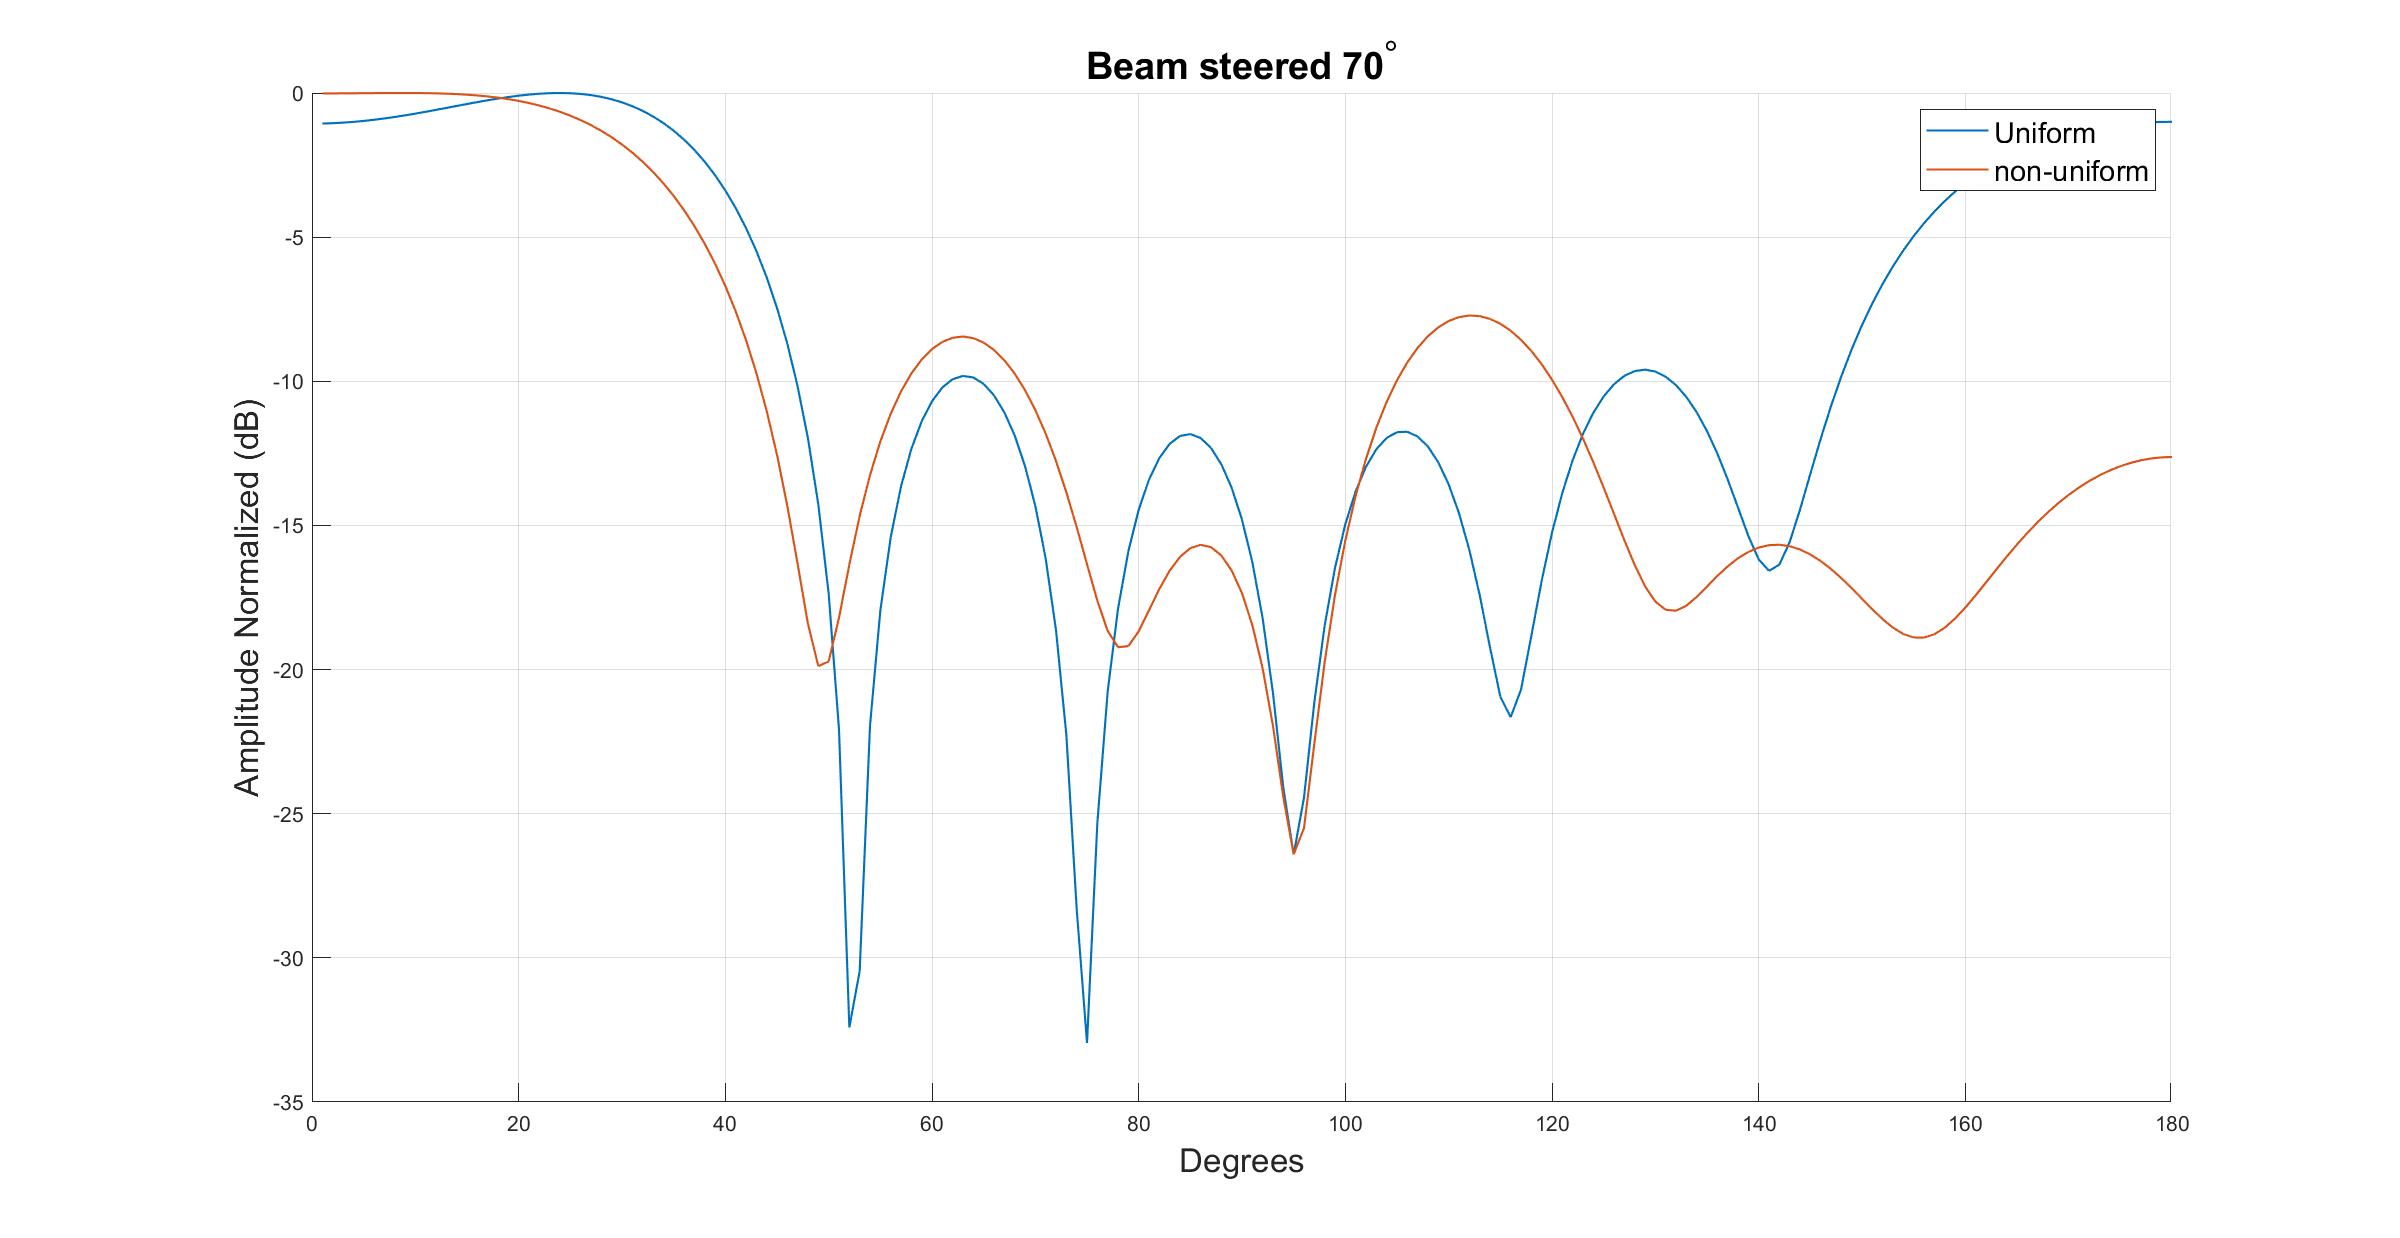 Beam steered 70°
Uniform
non-uniform
0
-5
-10
-15
-20
-25
-30
-35
Amplitude Normalized (dB)
0 20 40 60 80 100 120 140 160 180
Degrees